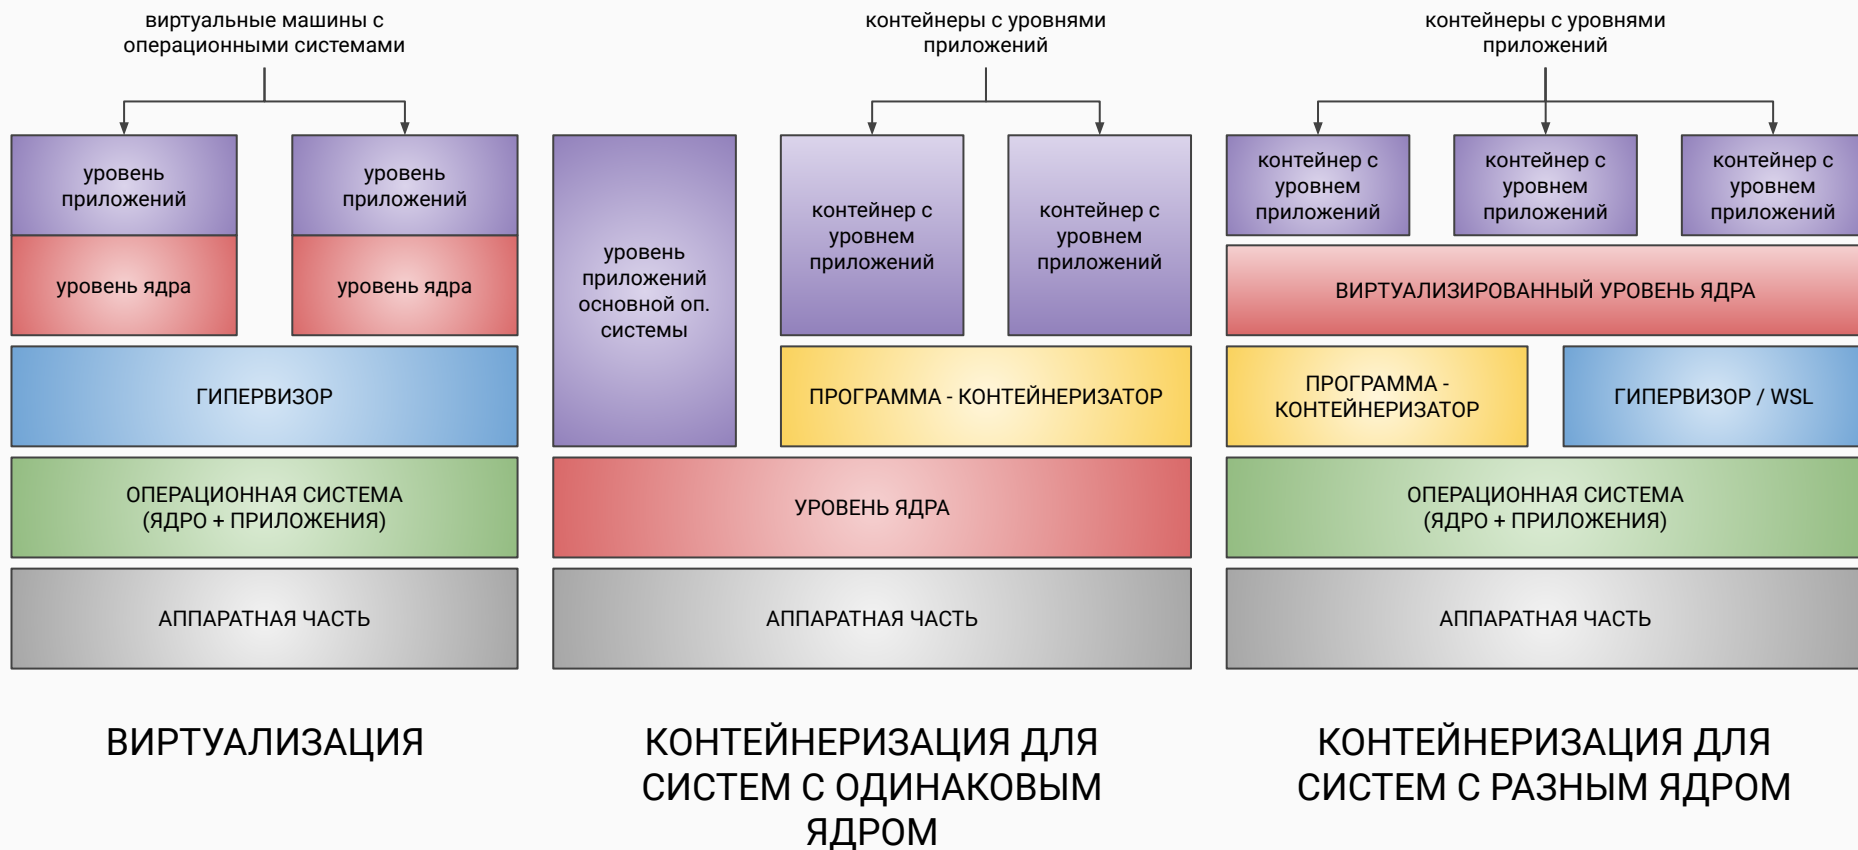 виртуальные машины с
операционными системами
уровень
приложений
уровень ядра
уровень
приложений
уровень ядра
ГИПЕРВИЗОР
ОПЕРАЦИОННАЯ СИСТЕМА
(ЯДРО + ПРИЛОЖЕНИЯ)
АППАРАТНАЯ ЧАСТЬ
ВИРТУАЛИЗАЦИЯ
контейнеры с уровнями
приложений
уровень
приложений
основной оп.
системы
контейнер с
уровнем
приложений
контейнер с
уровнем
приложений
ПРОГРАММА - КОНТЕЙНЕРИЗАТОР
УРОВЕНЬ ЯДРА
АППАРАТНАЯ ЧАСТЬ
КОНТЕЙНЕРИЗАЦИЯ ДЛЯ
СИСТЕМ С ОДИНАКОВЫМ
ЯДРОМ
контейнеры с уровнями
приложений
контейнер с
уровнем
приложений
контейнер с
уровнем
приложений
контейнер с
уровнем
приложений
ВИРТУАЛИЗИРОВАННЫЙ УРОВЕНЬ ЯДРА
ПРОГРАММА -
КОНТЕЙНЕРИЗАТОР
ГИПЕРВИЗОР / WSL
ОПЕРАЦИОННАЯ СИСТЕМА
(ЯДРО + ПРИЛОЖЕНИЯ)
АППАРАТНАЯ ЧАСТЬ
КОНТЕЙНЕРИЗАЦИЯ ДЛЯ
СИСТЕМ С РАЗНЫМ ЯДРОМ